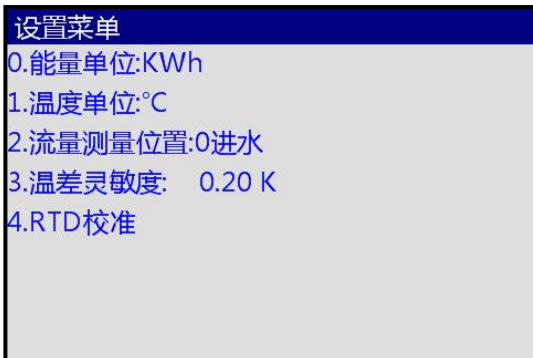 设置菜单
0.能量单位:KWh
1.温度单位:℃
2.流量测量位置:0进水
3.温差灵敏度:    0.20 K
4.RTD校准